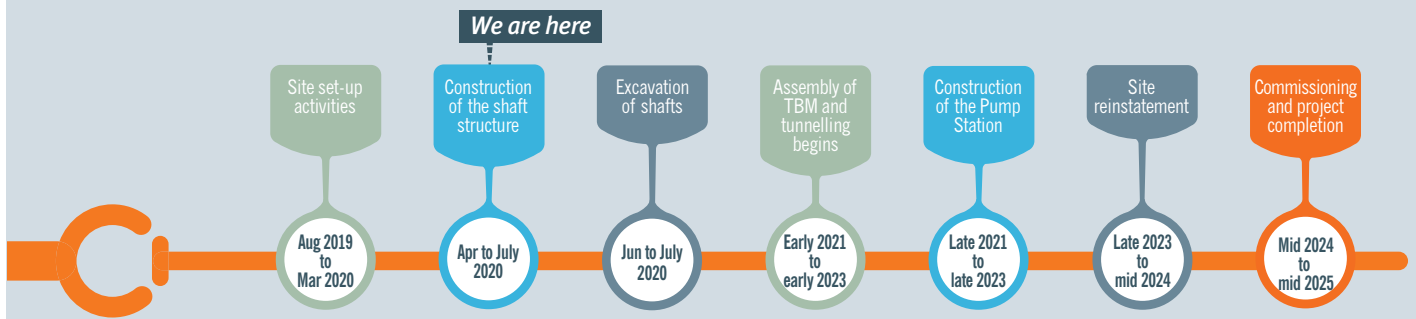 We are here
Site set-up
activities
Construction
of the shaft
structure
Excavation
of shafts
Assembly of
TBM and
tunnelling
begins
Construction
of the Pump
Station
Site
reinstatement
Commissioning
and project
completion
Aug 2019
to
Mar 2020
Apr to July
2020
Jun to July
2020
Early 2021
to
early 2023
Late 2021
to
late 2023
Late 2023
to
mid 2024
Mid 2024
to
mid 2025